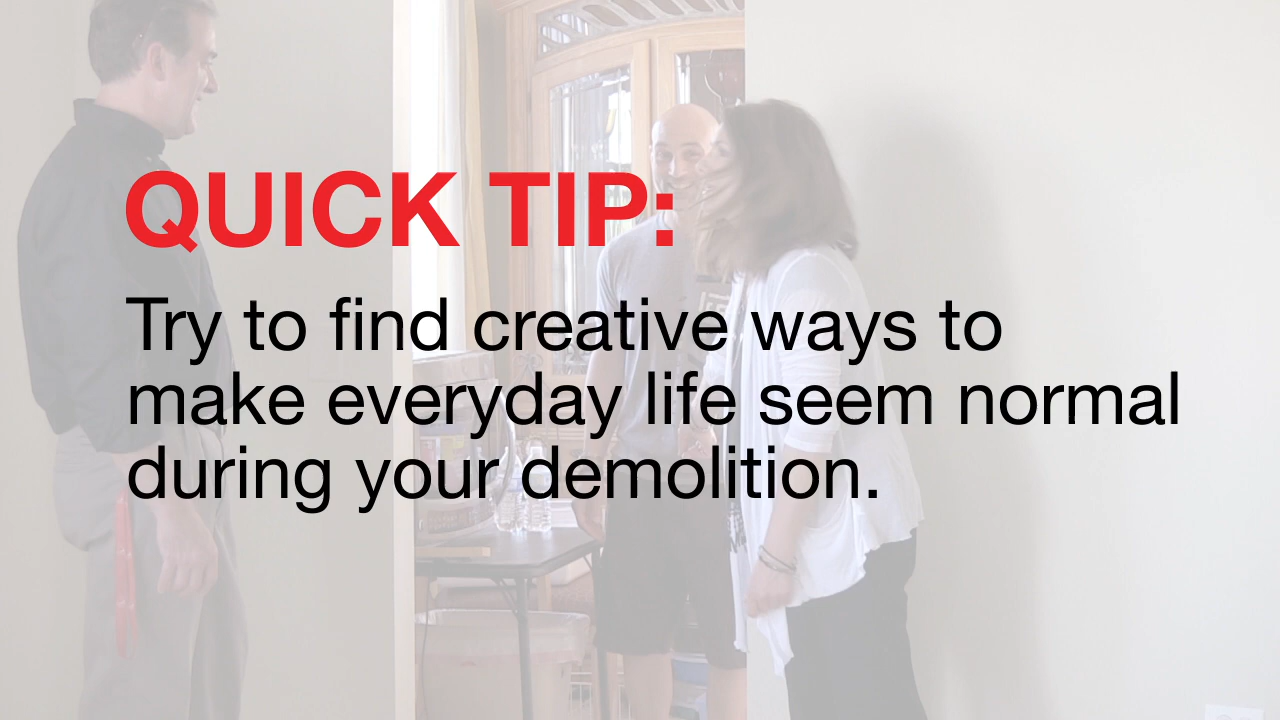 QUICK TIP:
Try to find creative ways to
make everyday life seem normal
during your demolition.